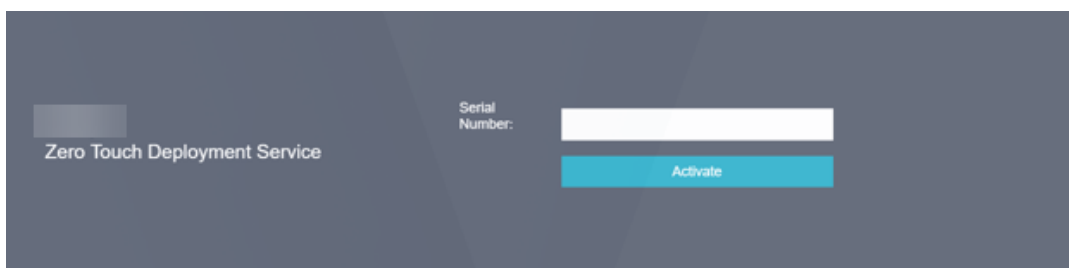 Serial
Number:
Zero Touch Deployment Service
Activate